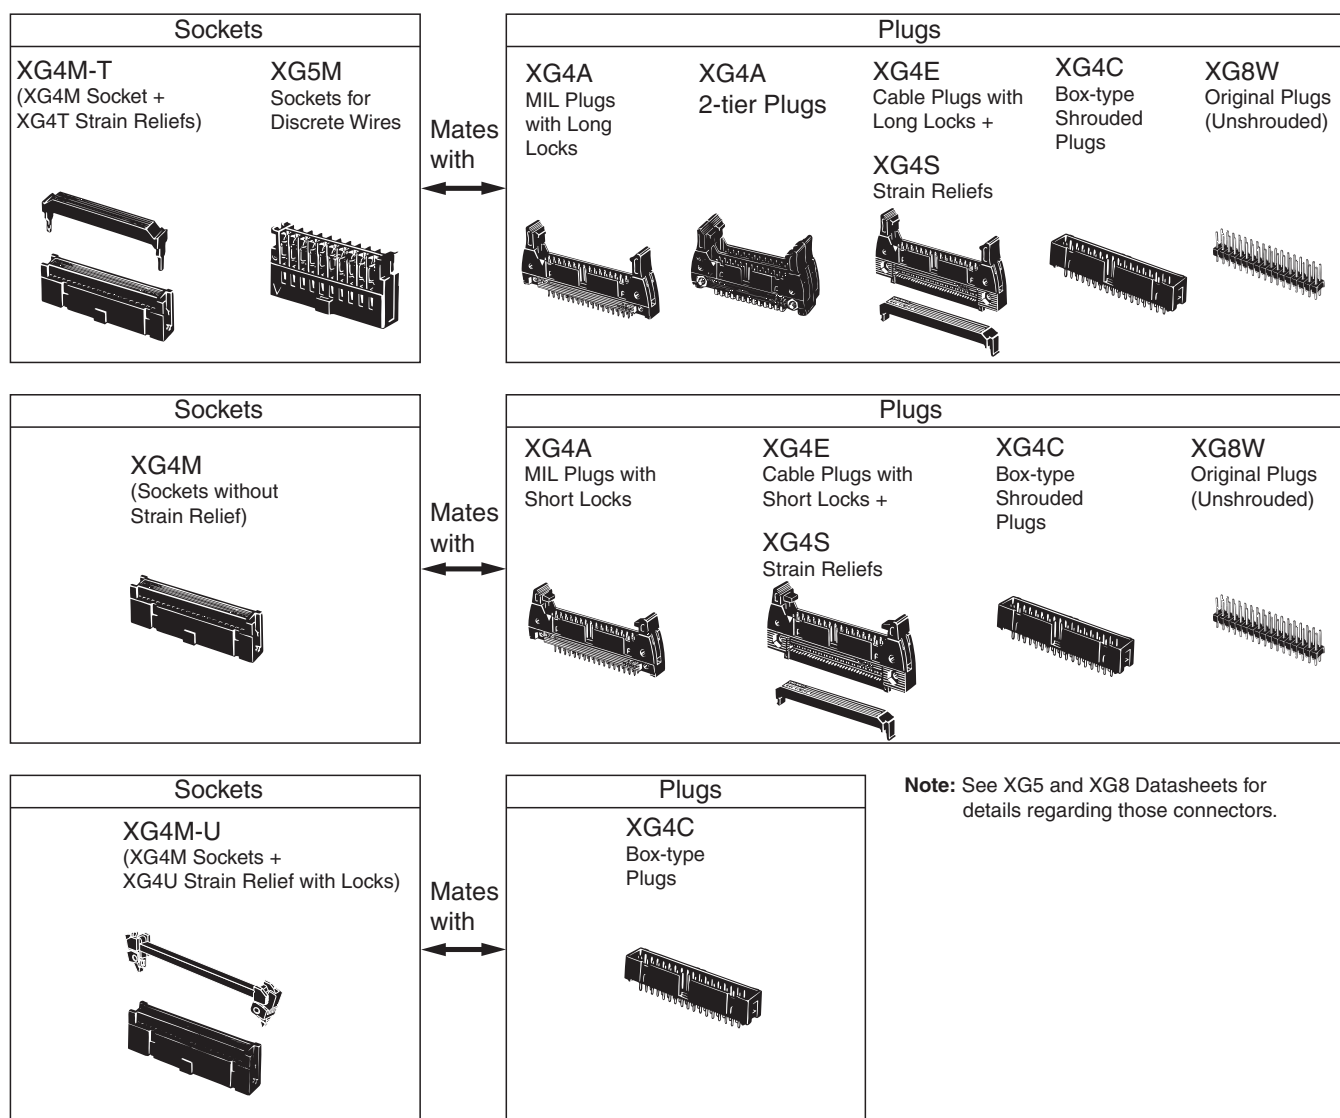 Sockets
XG4M-T
(XG4M Socket +
XG4T Strain Reliefs)
XG5M
Sockets for
Discrete Wires
Mates
with
Plugs
XG4A
MIL Plugs
with Long
Locks
XG4A
2-tier Plugs
XG4E
Cable Plugs with
Long Locks +
XG4S
Strain Reliefs
XG4C
Box-type
Shrouded
Plugs
XG8W
Original Plugs
(Unshrouded)
Sockets
XG4M
(Sockets without
Strain Relief)
Mates
with
Plugs
XG4A
MIL Plugs with
Short Locks
XG4E
Cable Plugs with
Short Locks +
XG4S
Strain Reliefs
XG4C
Box-type
Shrouded
Plugs
XG8W
Original Plugs
(Unshrouded)
Sockets
XG4M-U
(XG4M Sockets +
XG4U Strain Relief with Locks)
Mates
with
Plugs
XG4C
Box-type
Plugs
Note: See XG5 and XG8 Datasheets for
details regarding those connectors.